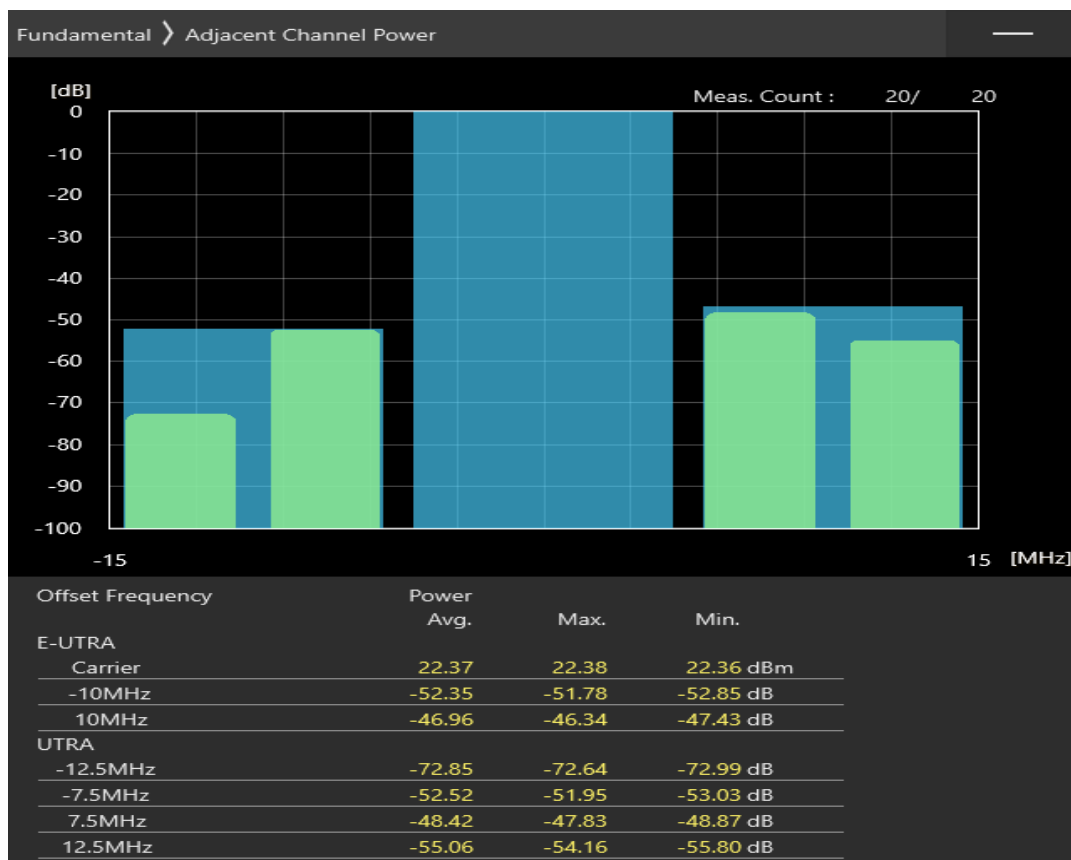 Fundamental ❯ Adjacent Channel Power
[dB]
Meas. Count : 20/ 20
0
-10
-20
-30
-40
-50
-60
-70
-80
-90
-100
-15 15 [MHz]
Offset Frequency Power
Avg. Max. Min.
E-UTRA
Carrier 22.37 22.38 22.36 dBm
-10MHz -52.35 -51.78 -52.85 dB
10MHz -46.96 -46.34 -47.43 dB
UTRA
-12.5MHz -72.85 -72.64 -72.99 dB
-7.5MHz -52.52 -51.95 -53.03 dB
7.5MHz -48.42 -47.83 -48.87 dB
12.5MHz -55.06 -54.16 -55.80 dB